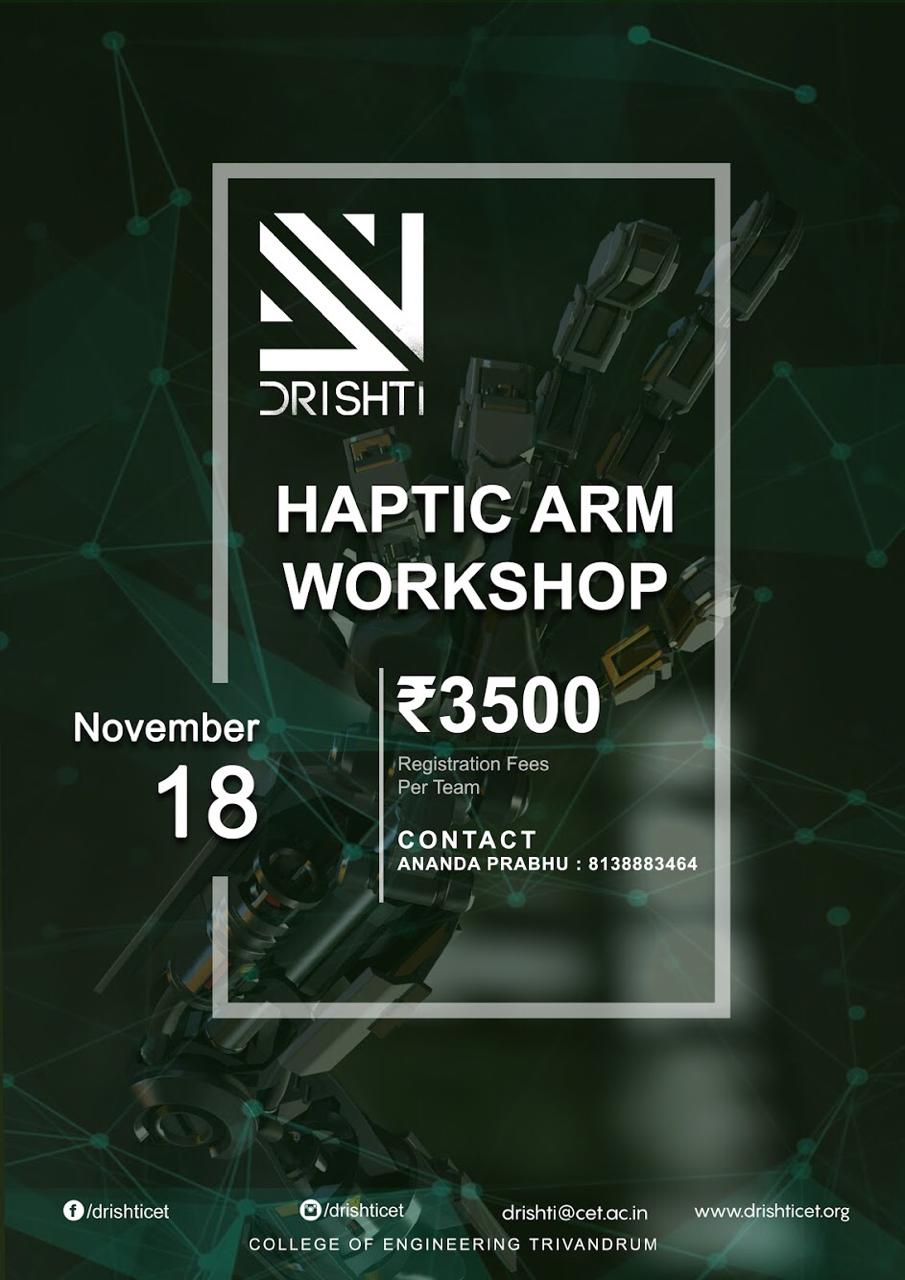 DRISHTI
HAPTIC ARM
WORKSHOP
November
18
₹3500
Registration Fees
Per Team
CONTACT
ANANDA PRABHU : 8138883464
/drishticet
/drishticet
drishti@cet.ac.in
www.drishticet.org
COLLEGE OF ENGINEERING TRIVANDRUM